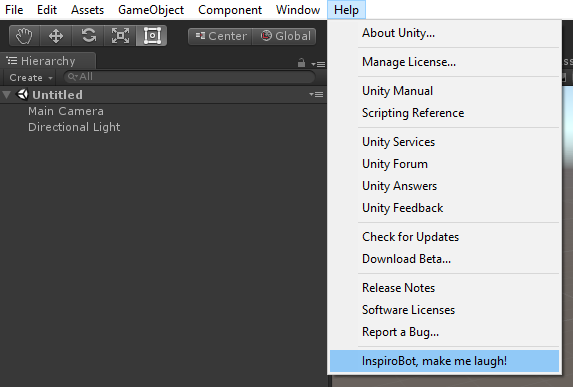 File Edit Assets GameObject Component Window Help
Center Global
Hierarchy
Create All
Untitled
Main Camera
Directional Light
About Unity...
Manage License...
Unity Manual
Scripting Reference
Unity Services
Unity Forum
Unity Answers
Unity Feedback
Check for Updates
Download Beta...
Release Notes
Software Licenses
Report a Bug...
InspiroBot, make me laugh!